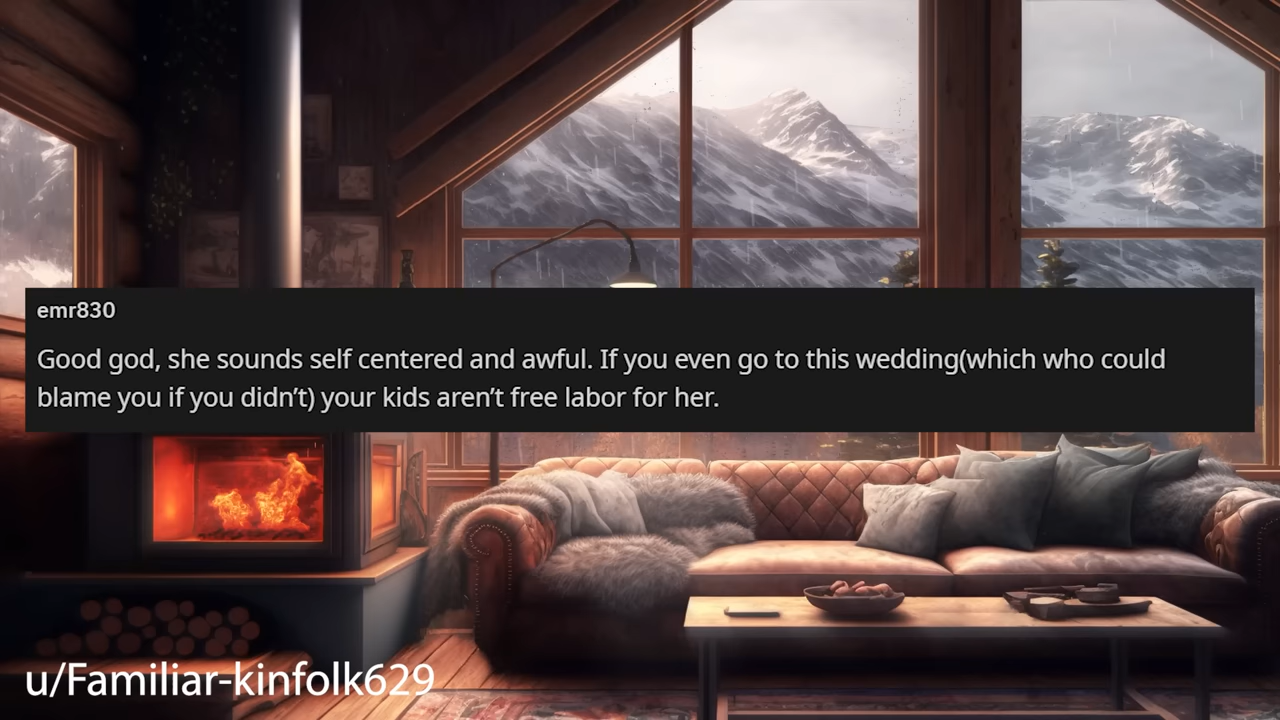 emr830
Good god, she sounds self centered and awful. If you even go to this wedding(which who could
blame you if you didn’t) your kids aren’t free labor for her.
u/Familiar-kinfolk629